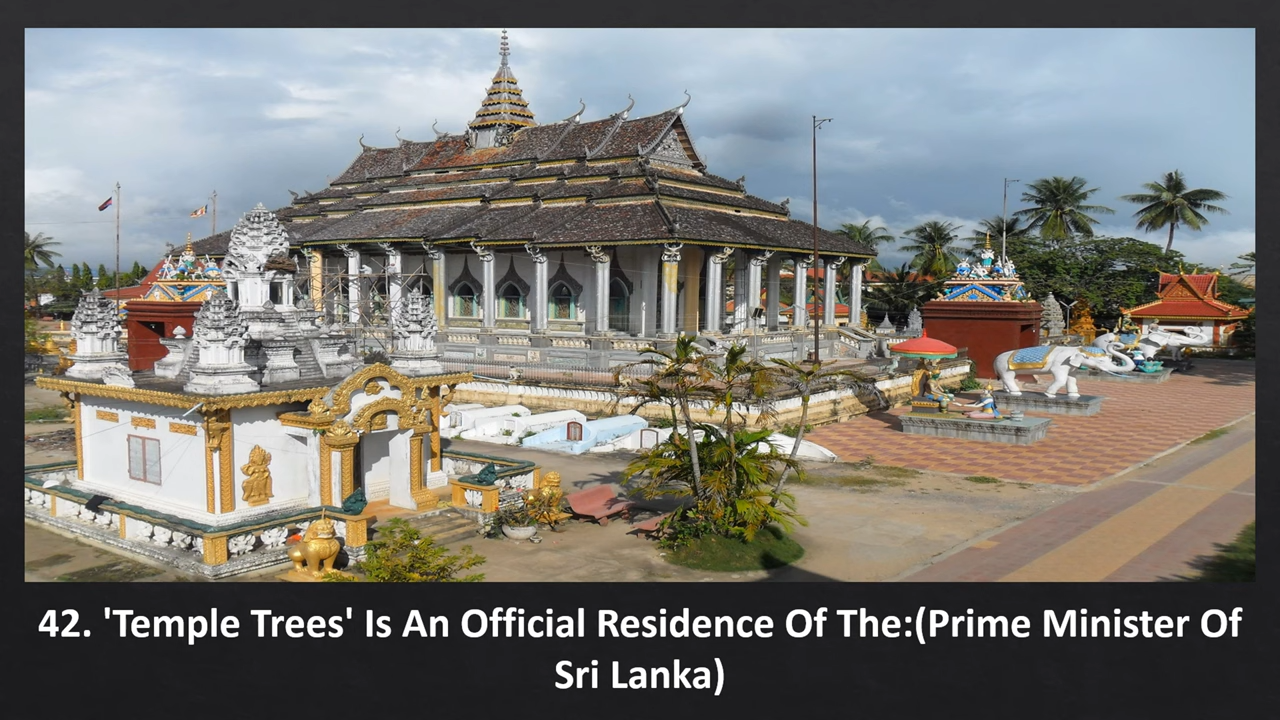 42. 'Temple Trees' Is An Official Residence Of The:(Prime Minister Of
Sri Lanka)